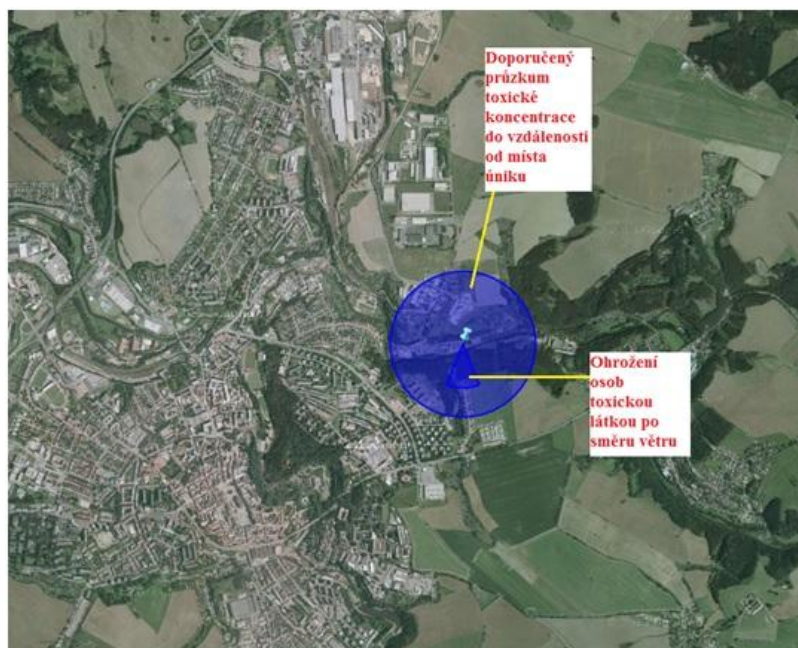 Doporučený
průzkum
toxické
koncentrace
do vzdálenosti
od místa
úniku
Ohrožení
osob
toxickou
látkou po
směru větru